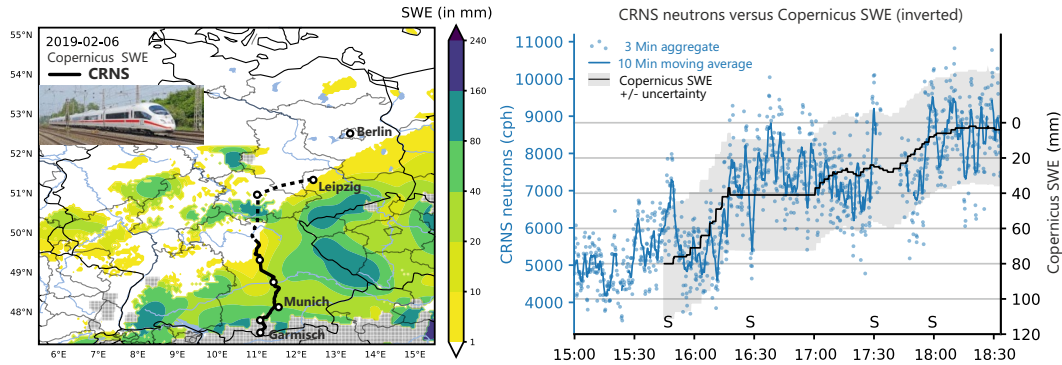 SWE (in mm)
CRNS neutrons versus Copernicus SWE (inverted)
55°N
54°N
53°N
52°N
51°N
50°N
49°N
48°N
2019-02-06
Copernicus SWE
CRNS
Berlin
Leipzig
Munich
Garmisch
6°E 7°E 8°E 9°E 10°E 11°E 12°E 13°E 14°E 15°E
240
160
80
40
20
10
1
CRNS neutrons (cph)
11000
10000
9000
8000
7000
6000
5000
4000
3 Min aggregate
10 Min moving average
Copernicus SWE
+/- uncertainty
S S S S
15:00 15:30 16:00 16:30 17:00 17:30 18:00 18:30
0
20
40
60
80
100
120
Copernicus SWE (mm)